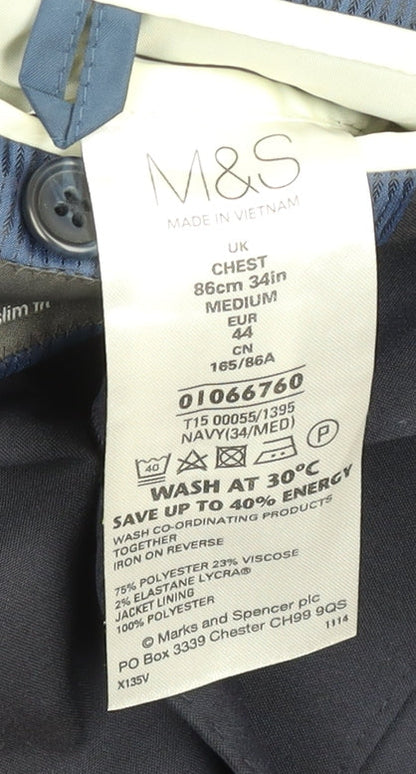 M&S
MADE IN VIETNAM
UK
CHEST
86cm 34in
MEDIUM
EUR
44
CN
165/86A
01066760
T15 00055/1395
NAVY(34/MED)
40
P
WASH AT 30°C
SAVE UP TO 40% ENERGY
WASH CO-ORDINATING PRODUCTS
TOGETHER
IRON ON REVERSE
75% POLYESTER 23% VISCOSE
2% ELASTANE LYCRA®
JACKET LINING
100% POLYESTER
© Marks and Spencer plc
PO Box 3339 Chester CH99 9QS
X135V
1114
slim